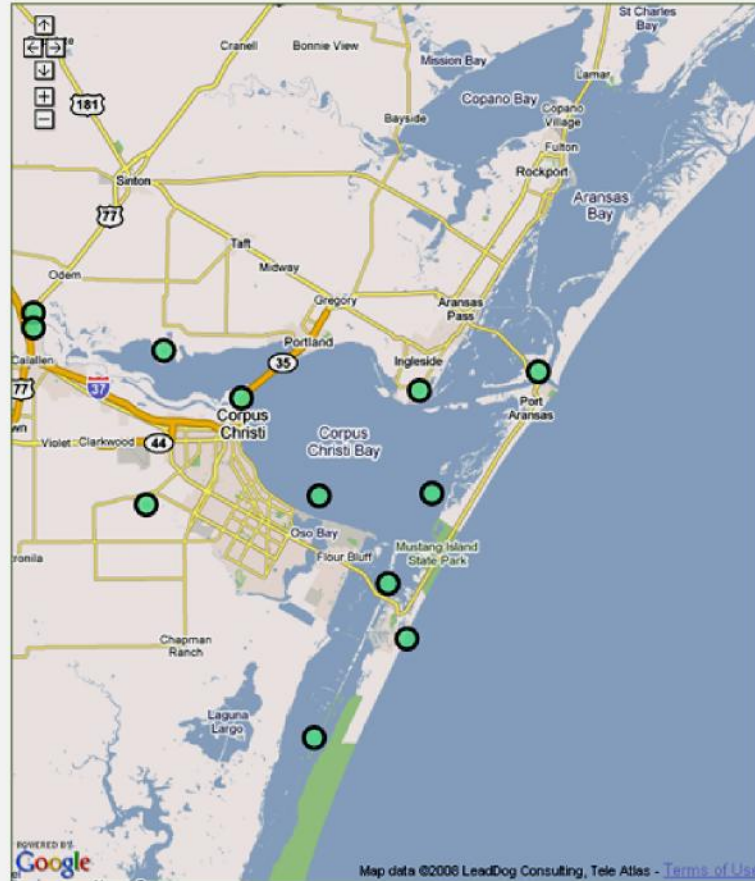 St Charles
Bay
Cranell
Bonnie View
Mission Bay
Lamar
181
Copano Bay
Copano
Village
Bayside
Fulton
Rockport
Sinton
Aransas
Bay
77
Taft
Midway
Odem
Gregory
Aransas
Pass
Portland
35
Ingleside
Calallen
37
77
Port
Aransas
Corpus
Christi
wn
Violet
Clarkwood
44
Corpus
Christi Bay
Oso Bay
Flour Bluff
Mustang Island
State Park
tronila
Chapman
Ranch
Laguna
Largo
POWERED BY
Google
Map data ©2008 LeadDog Consulting, Tele Atlas - Terms of Use